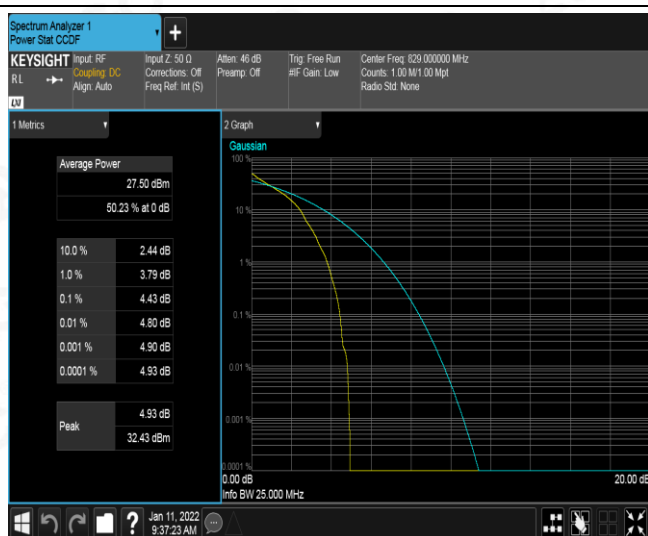 Spectrum Analyzer 1
Power Stat CCDF
+
KEYSIGHT
RL
LXI
Input: RF
Coupling: DC
Align: Auto
Input Z: 50 Ω
Corrections: Off
Freq Ref: Int (S)
Atten: 46 dB
Preamp: Off
Trig: Free Run
#IF Gain: Low
Center Freq: 829.000000 MHz
Counts: 1.00 M/1.00 Mpt
Radio Std: None
1 Metrics
Average Power
27.50 dBm
50.23 % at 0 dB
10.0 % 2.44 dB
1.0 % 3.79 dB
0.1 % 4.43 dB
0.01 % 4.80 dB
0.001 % 4.90 dB
0.0001 % 4.93 dB
Peak
4.93 dB
32.43 dBm
2 Graph
Gaussian
100 %
10 %
1 %
0.1 %
0.01 %
0.001 %
0.0001 %
0.00 dB 20.00 dB
Info BW 25.000 MHz
?
Jan 11, 2022
9:37:23 AM